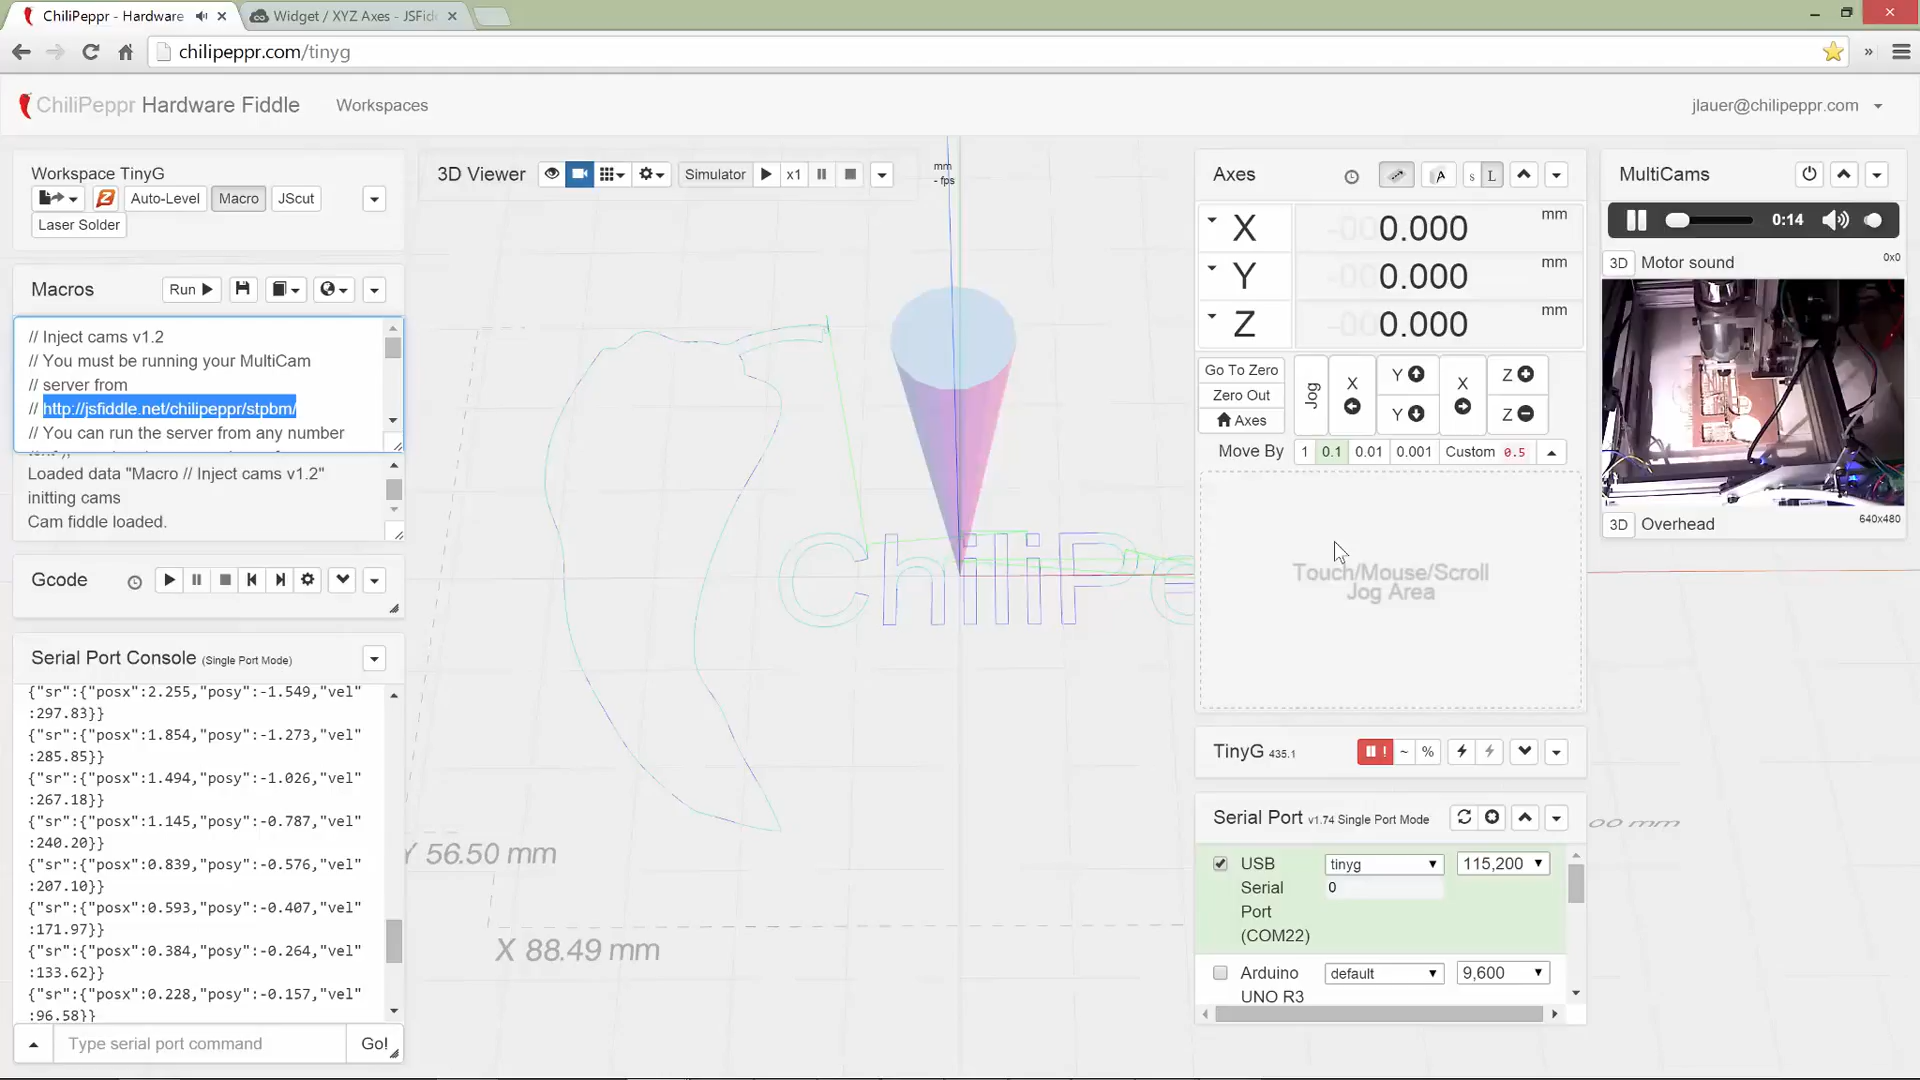 ChiliPeppr - Hardware
Widget / XYZ Axes - JSFid
chilipeppr.com/tinyg
ChiliPeppr Hardware Fiddle
Workspaces
jlauer@chilipeppr.com
Workspace TinyG
Auto-Level
Macro
JScut
Laser Solder
Macros
Run
// Inject cams v1.2
// You must be running your MultiCam
// server from
// http://jsfiddle.net/chilipeppr/stpbm/
// You can run the server from any number
Loaded data "Macro // Inject cams v1.2"
initting cams
Cam fiddle loaded.
Gcode
Serial Port Console (Single Port Mode)
{"sr":{"posx":2.255,"posy":-1.549,"vel"
:297.83}}
{"sr":{"posx":1.854,"posy":-1.273,"vel"
:285.85}}
{"sr":{"posx":1.494,"posy":-1.026,"vel"
:267.18}}
{"sr":{"posx":1.145,"posy":-0.787,"vel"
:240.20}}
{"sr":{"posx":0.839,"posy":-0.576,"vel"
:207.10}}
{"sr":{"posx":0.593,"posy":-0.407,"vel"
:171.97}}
{"sr":{"posx":0.384,"posy":-0.264,"vel"
:133.62}}
{"sr":{"posx":0.228,"posy":-0.157,"vel"
:96.58}}
Type serial port command
Go!
3D Viewer
Simulator
x1
mm
- fps
ChiliPe
Y 56.50 mm
X 88.49 mm
Axes
A
s
L
X
-000.000
mm
Y
-000.000
mm
Z
-000.000
mm
Go To Zero
Zero Out
Axes
Jog
X
Y
Y
X
Z
Z
Move By
1
0.1
0.01
0.001
Custom 0.5
Touch/Mouse/Scroll
Jog Area
TinyG 435.1
!
~
%
Serial Port v1.74 Single Port Mode
USB
Serial
Port
(COM22)
tinyg
0
115,200
Arduino
UNO R3
default
9,600
00 mm
MultiCams
0:14
3D
Motor sound
0x0
3D
Overhead
640x480